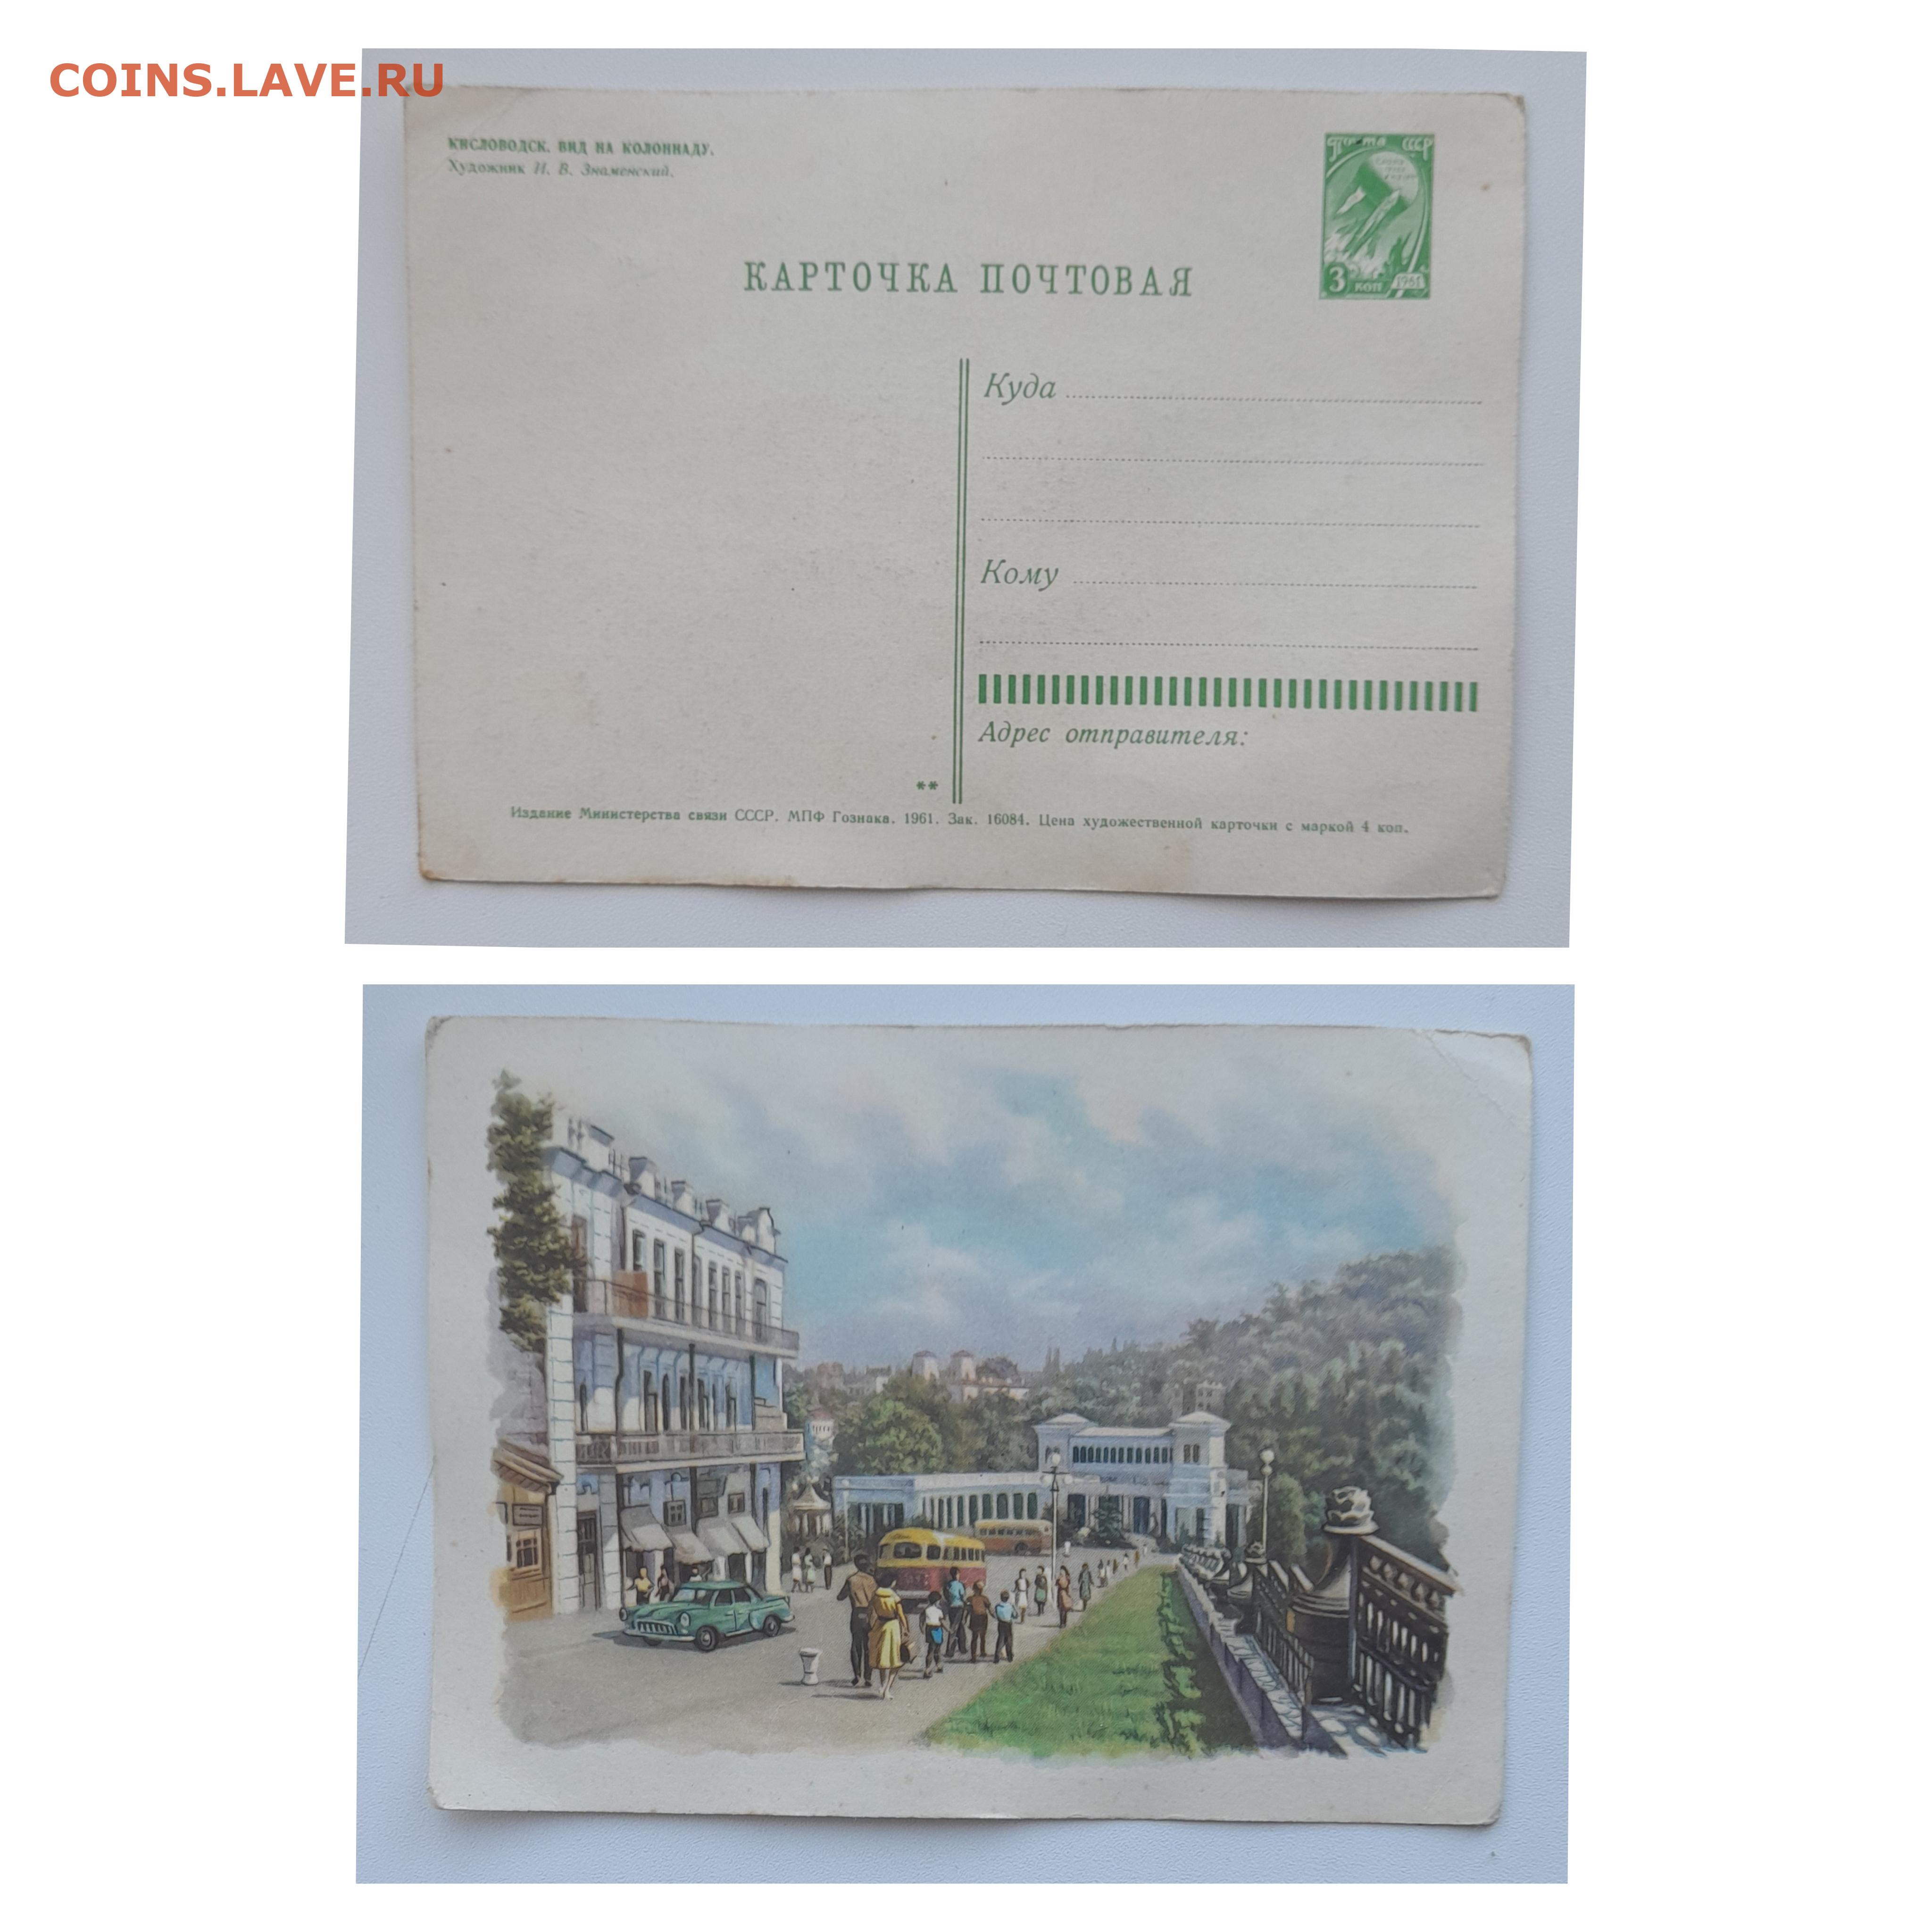 COINS.LAVE.RU
КИСЛОВОДСК. ВИД НА КОЛОННАДУ.
Художник И. В. Знаменский.
Почта СССР
3 КОП 1961
КАРТОЧКА ПОЧТОВАЯ
Куда
Кому
Адрес отправителя:
**
Издание Министерства связи СССР. МПФ Гознака. 1961. Зак. 16084. Цена художественной карточки с маркой 4 коп.